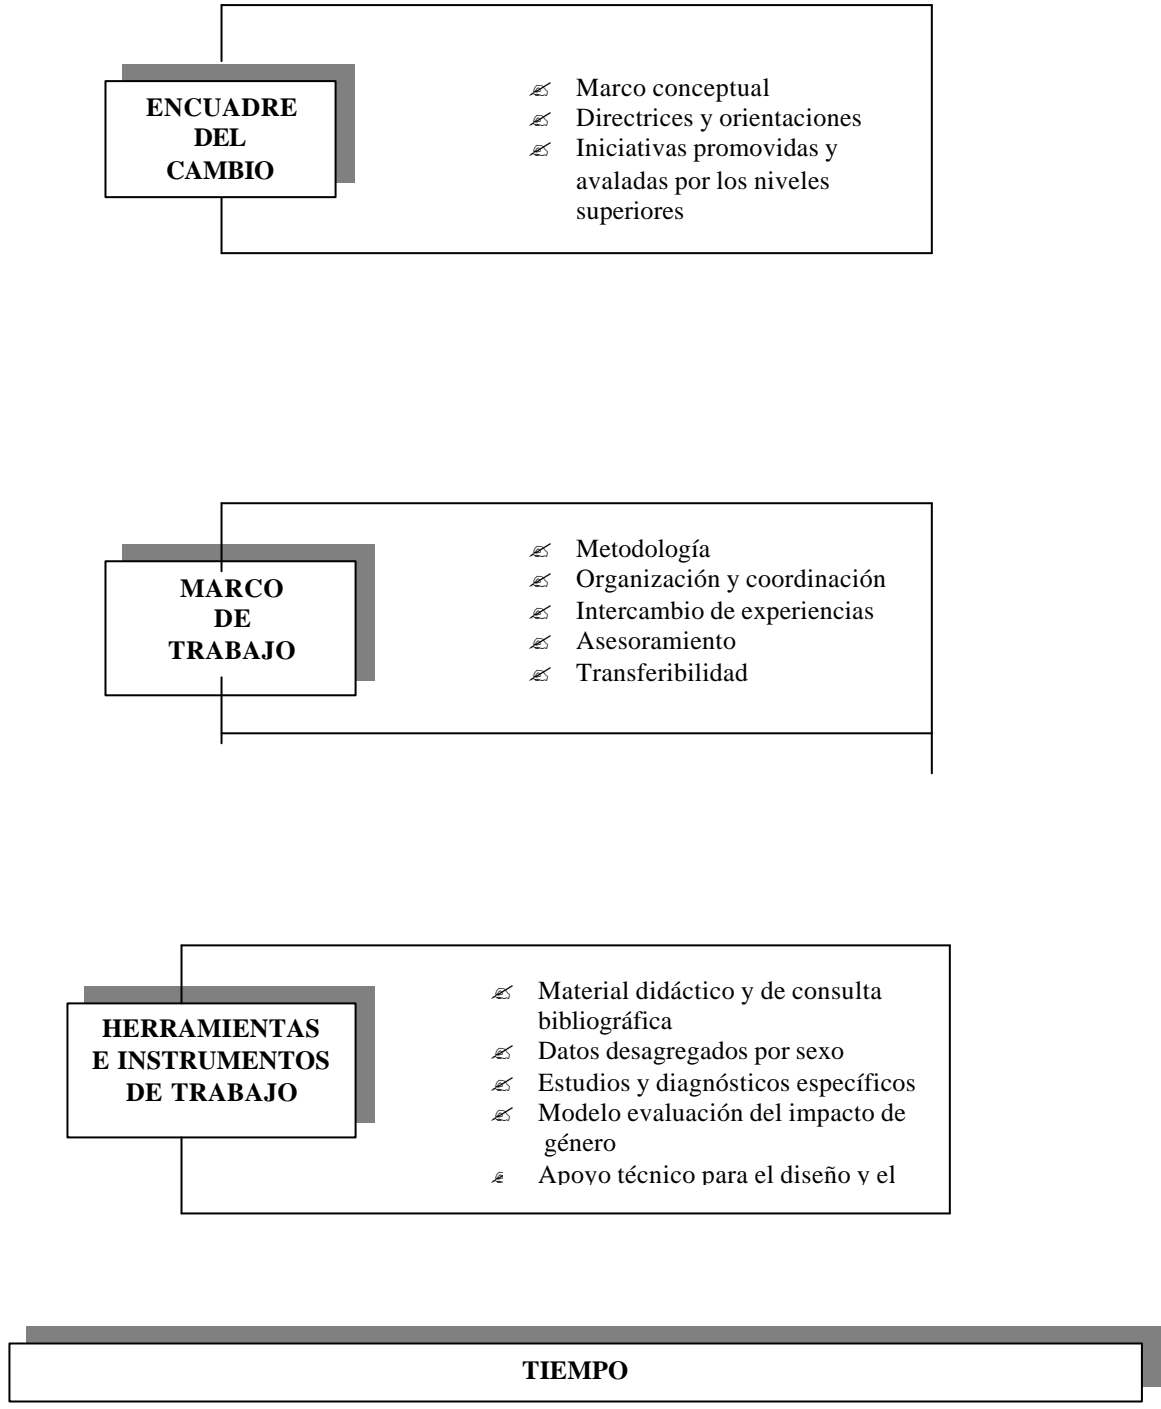 ENCUADRE
DEL
CAMBIO
Marco conceptual
Directrices y orientaciones
Iniciativas promovidas y
avaladas por los niveles
superiores
MARCO
DE
TRABAJO
Metodología
Organización y coordinación
Intercambio de experiencias
Asesoramiento
Transferibilidad
HERRAMIENTAS
E INSTRUMENTOS
DE TRABAJO
Material didáctico y de consulta
bibliográfica
Datos desagregados por sexo
Estudios y diagnósticos específicos
Modelo evaluación del impacto de
género
Apoyo técnico para el diseño y el
TIEMPO